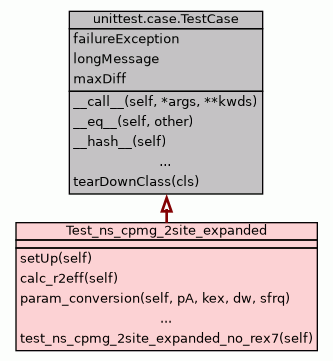 unittest.case.TestCase
failureException
longMessage
maxDiff
__call__(self, *args, **kwds)
__eq__(self, other)
__hash__(self)
...
tearDownClass(cls)
Test_ns_cpmg_2site_expanded
setUp(self)
calc_r2eff(self)
param_conversion(self, pA, kex, dw, sfrq)
...
test_ns_cpmg_2site_expanded_no_rex7(self)